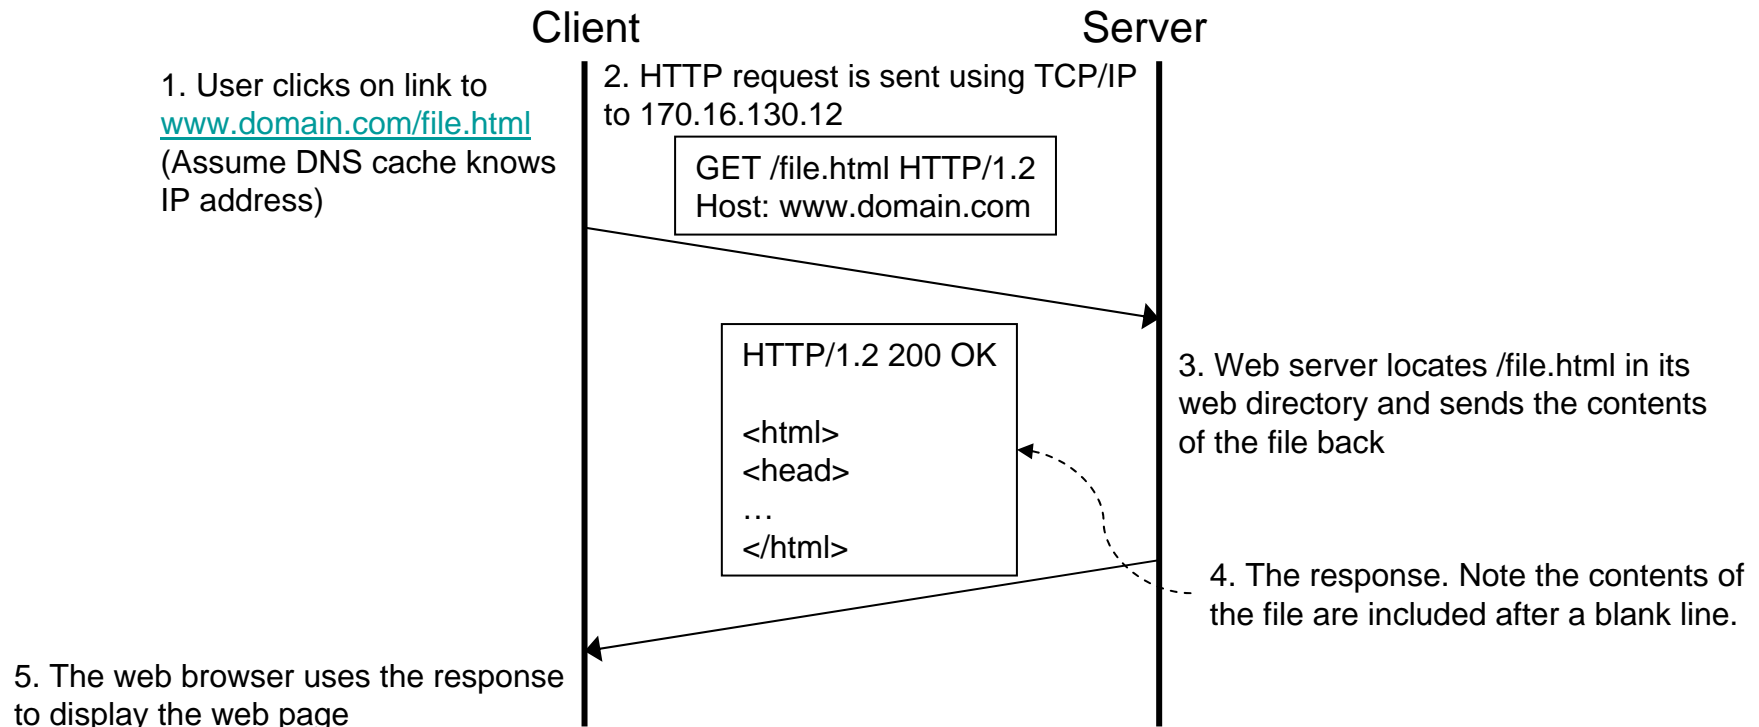 Client
Server
1. User clicks on link to
www.domain.com/file.html
(Assume DNS cache knows
IP address)
2. HTTP request is sent using TCP/IP
to 170.16.130.12
GET /file.html HTTP/1.2
Host: www.domain.com
HTTP/1.2 200 OK
<html>
<head>
…
</html>
3. Web server locates /file.html in its
web directory and sends the contents
of the file back
4. The response. Note the contents of
the file are included after a blank line.
5. The web browser uses the response
to display the web page